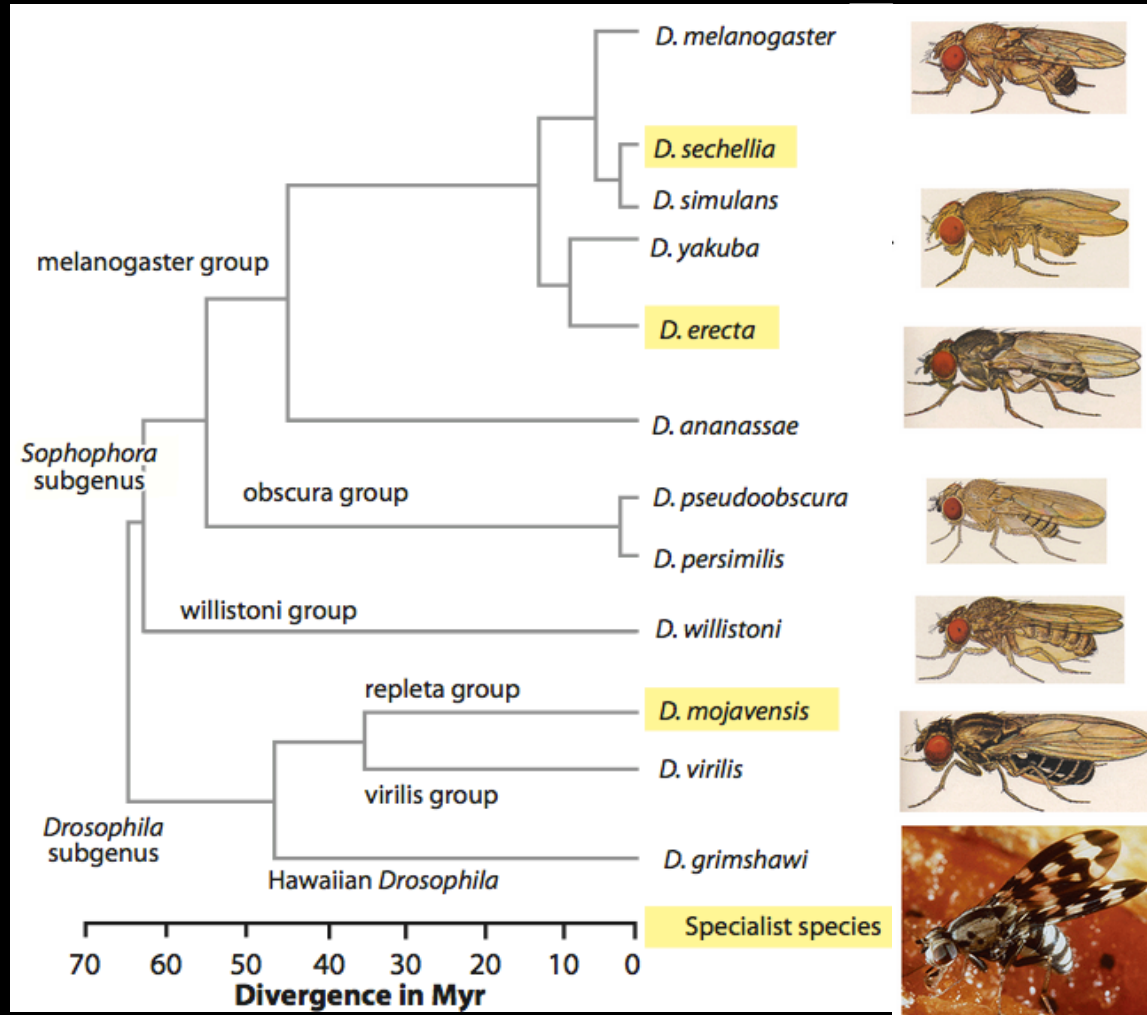 D. melanogaster
D. sechellia
D. simulans
D. yakuba
melanogaster group
D. erecta
D. ananassae
Sophophora
subgenus
obscura group
D. pseudoobscura
D. persimilis
willistoni group
D. willistoni
repleta group
D. mojavensis
D. virilis
virilis group
Drosophila
subgenus
D. grimshawi
Hawaiian Drosophila
Specialist species
70 60 50 40 30 20 10 0
Divergence in Myr